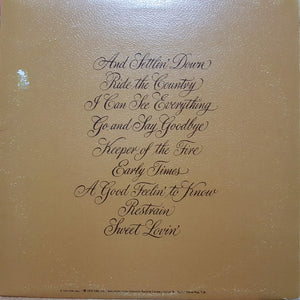 And Settlin' Down
Ride the Country
I Can See Everything
Go and Say Goodbye
Keeper of the Fire
Early Times
A Good Feelin' to Know
Restrain
Sweet Lovin'